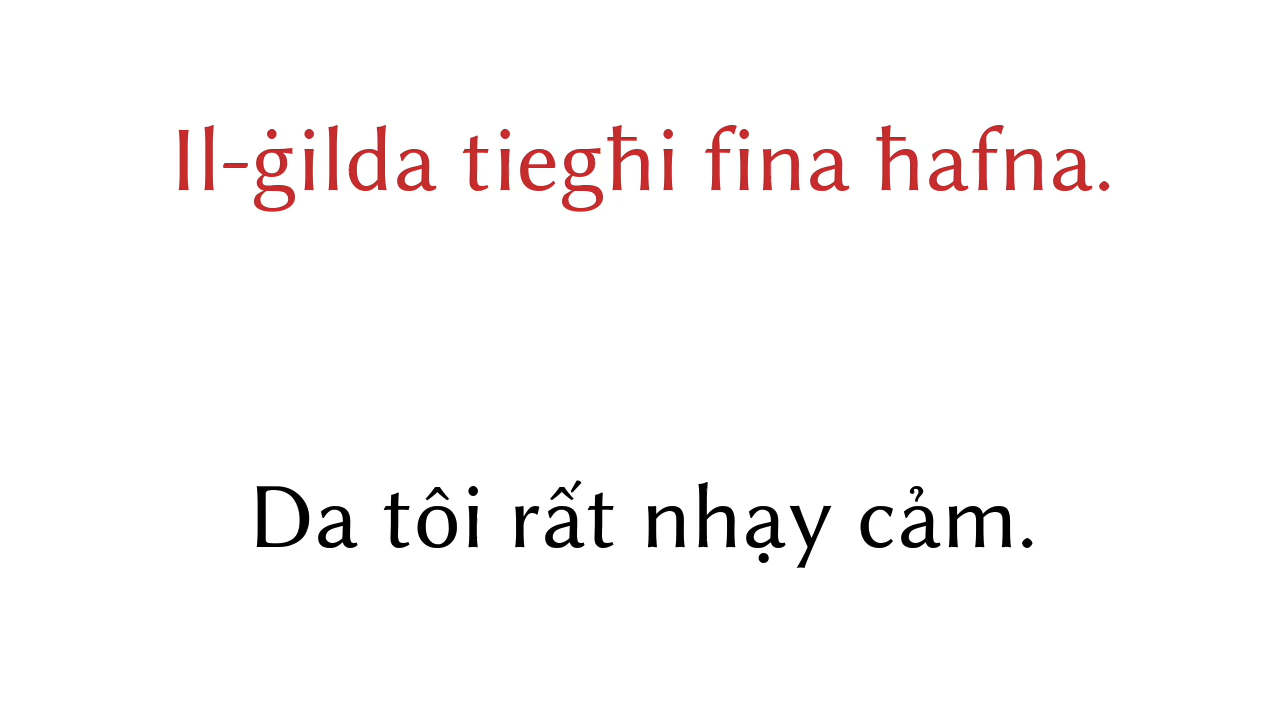 Il-ġilda tiegħi fina ħafna.
Da tôi rất nhạy cảm.